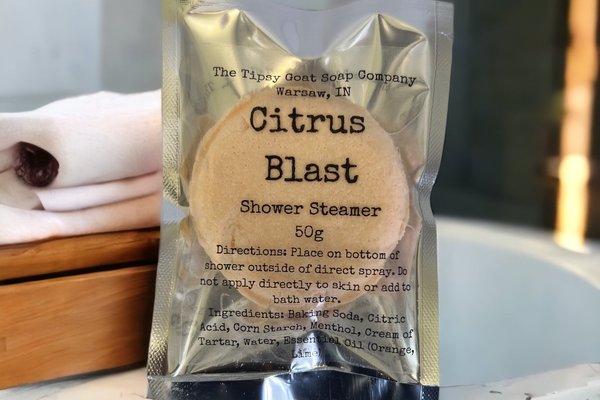 The Tipsy Goat Soap Company
Warsaw, IN
Citrus
Blast
Shower Steamer
50g
Directions: Place on bottom of
shower outside of direct spray. Do
not apply directly to skin or add to
bath water.
Ingredients: Baking Soda, Citric
Acid, Corn Starch, Menthol, Cream of
Tartar, Water, Essential Oil (Orange,
Lime)